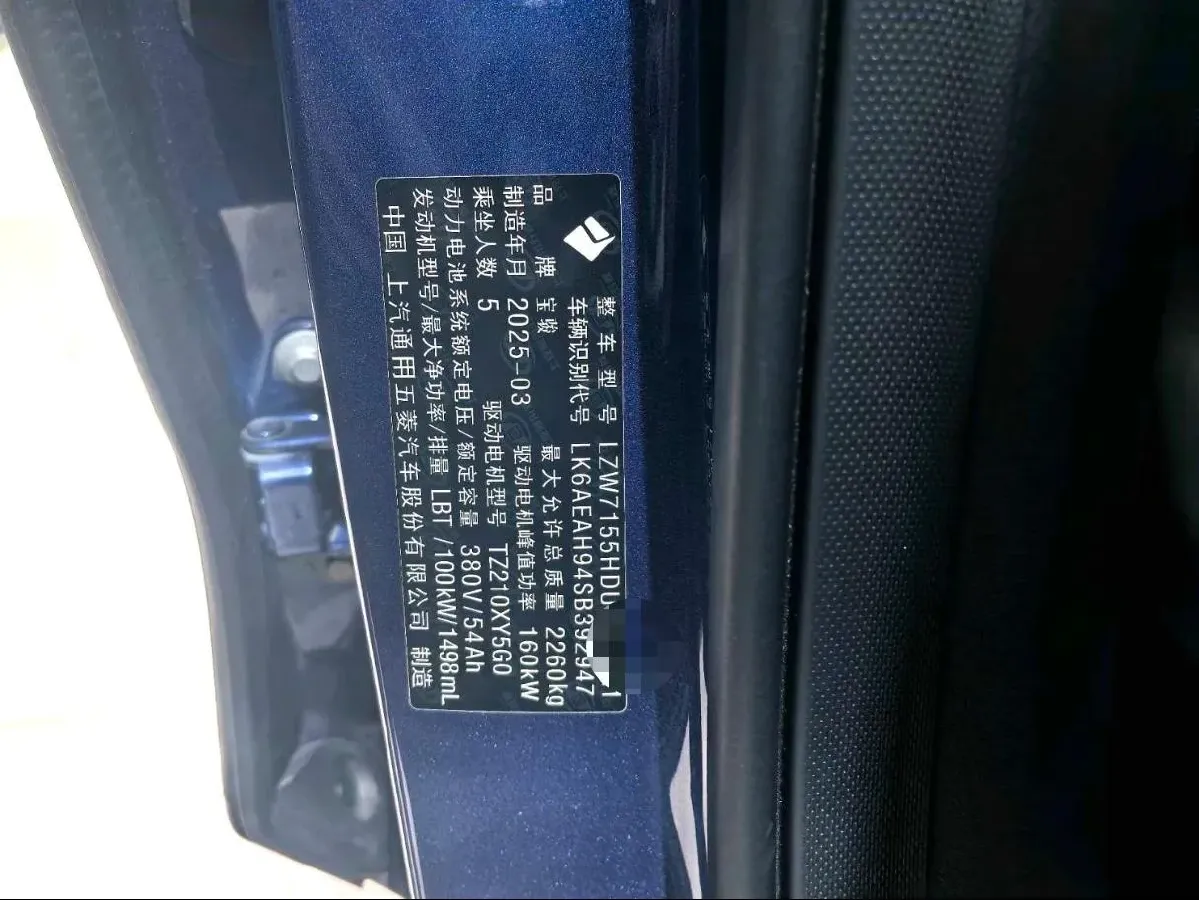 整车型号 LZW7155HDU
车辆识别代号 LK6AEAH94SB392947
品牌 宝骏 最大允许总质量 2260kg
制造年月 2025-03 驱动电机峰值功率 160kW
乘坐人数 5 驱动电机型号 TZ210XY5G0
动力电池系统额定电压/额定容量 380V/54Ah
发动机型号/最大净功率/排量 LBT /100kW/1498mL
中国 上汽通用五菱汽车股份有限公司 制造